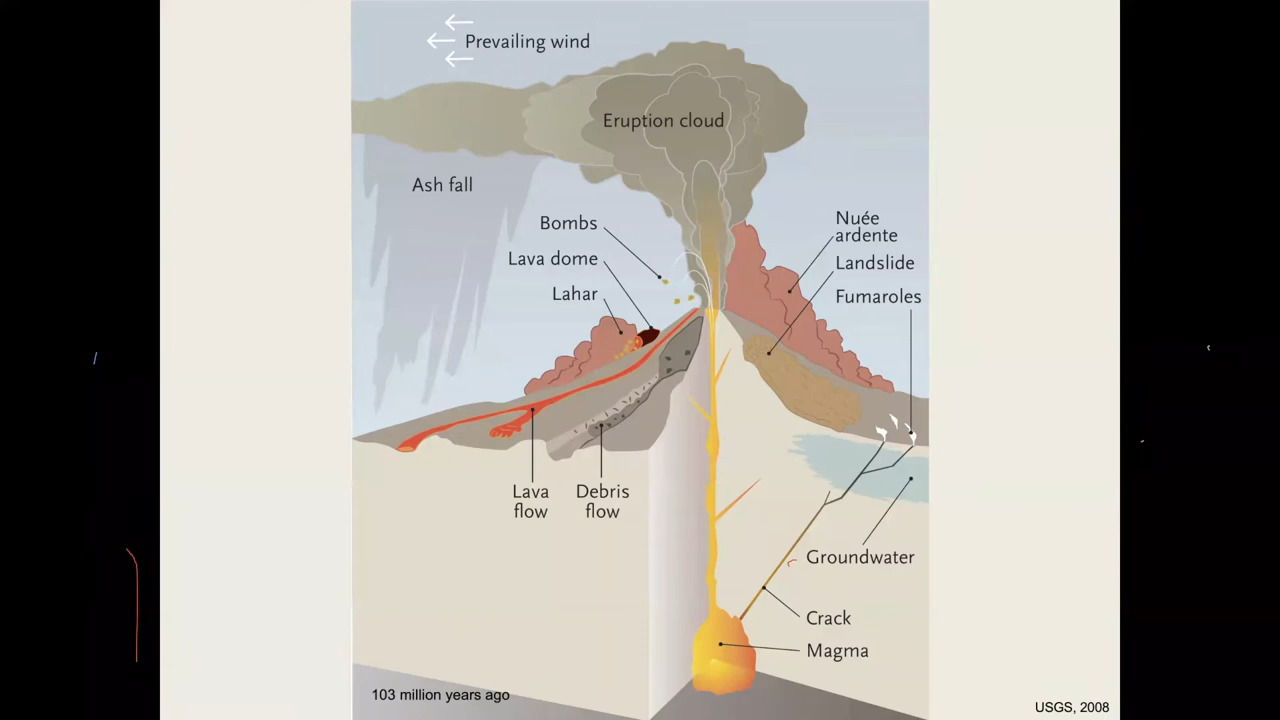 Prevailing wind
Eruption cloud
Ash fall
Bombs
Lava dome
Lahar
Nuée
ardente
Landslide
Fumaroles
Lava
flow
Debris
flow
Groundwater
Crack
Magma
103 million years ago
USGS, 2008